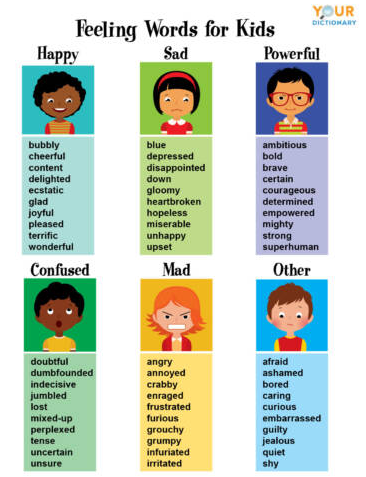 YOUR
DICTIONARY
Feeling Words for Kids
Happy
bubbly
cheerful
content
delighted
ecstatic
glad
joyful
pleased
terrific
wonderful
Sad
blue
depressed
disappointed
down
gloomy
heartbroken
hopeless
miserable
unhappy
upset
Powerful
ambitious
bold
brave
certain
courageous
determined
empowered
mighty
strong
superhuman
Confused
doubtful
dumbfounded
indecisive
jumbled
lost
mixed-up
perplexed
tense
uncertain
unsure
Mad
angry
annoyed
crabby
enraged
frustrated
furious
grouchy
grumpy
infuriated
irritated
Other
afraid
ashamed
bored
caring
curious
embarrassed
guilty
jealous
quiet
shy